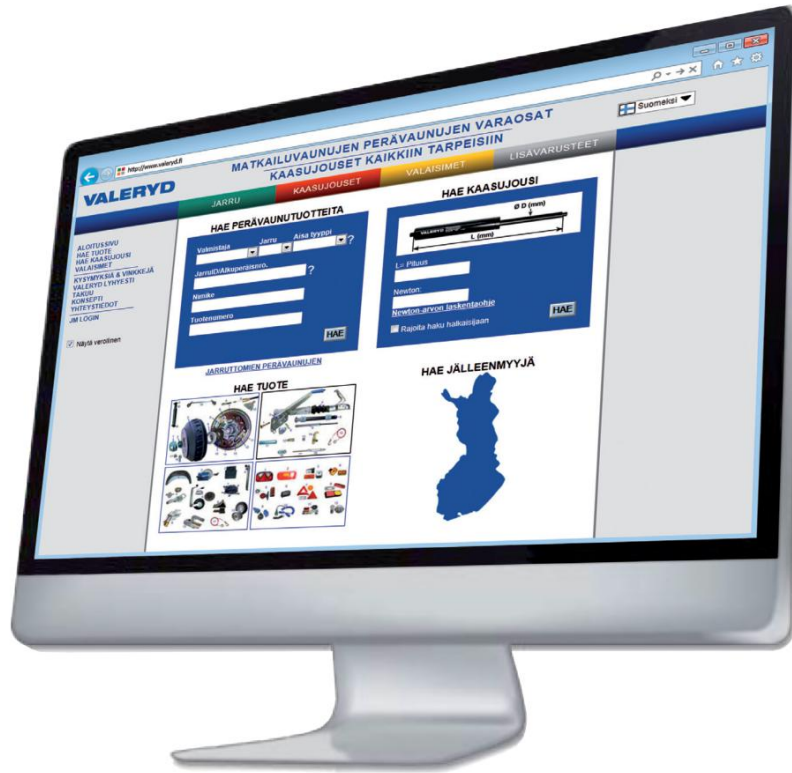 http://www.valeryd.fi
Suomeksi
VALERYD
MATKAILUVAUNUJEN PERÄVAUNUJEN VARAOSAT
KAASUJOUSET KAIKKIIN TARPEISIIN
JARRU
KAASUJOUSET
VALAISIMET
LISÄVARUSTEET
ALOITUSSIVU
HAE TUOTE
HAE KAASUJOUSI
VALAISIMET
KYSYMYKSIÄ & VINKKEJÄ
VALERYD LYHYESTI
TAKUU
KONSEPTI
YHTEYSTIEDOT
JM LOGIN
Näytä verollinen
HAE PERÄVAUNUTUOTTEITA
Valmistaja Jarru Aisa tyyppi
?
JarruID/Alkuperäisnro.
?
Nimike
Tuotenumero
HAE
JARRUTTOMIEN PERÄVAUNUJEN
HAE KAASUJOUSI
Ø D (mm)
VALERYD
L (mm)
L= Pituus
Newton:
Newton-arvon laskentaohje
Rajoita haku halkaisijaan
HAE
HAE TUOTE
HAE JÄLLEENMYYJÄ